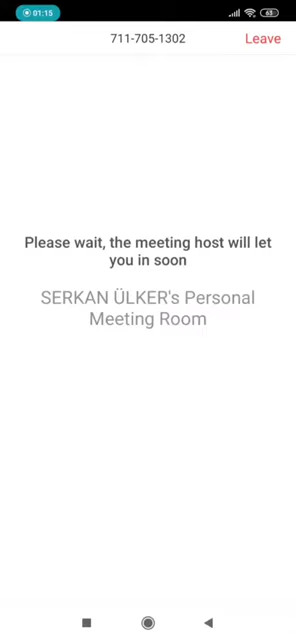 01:15
63
711-705-1302
Leave
Please wait, the meeting host will let
you in soon
SERKAN ÜLKER's Personal
Meeting Room